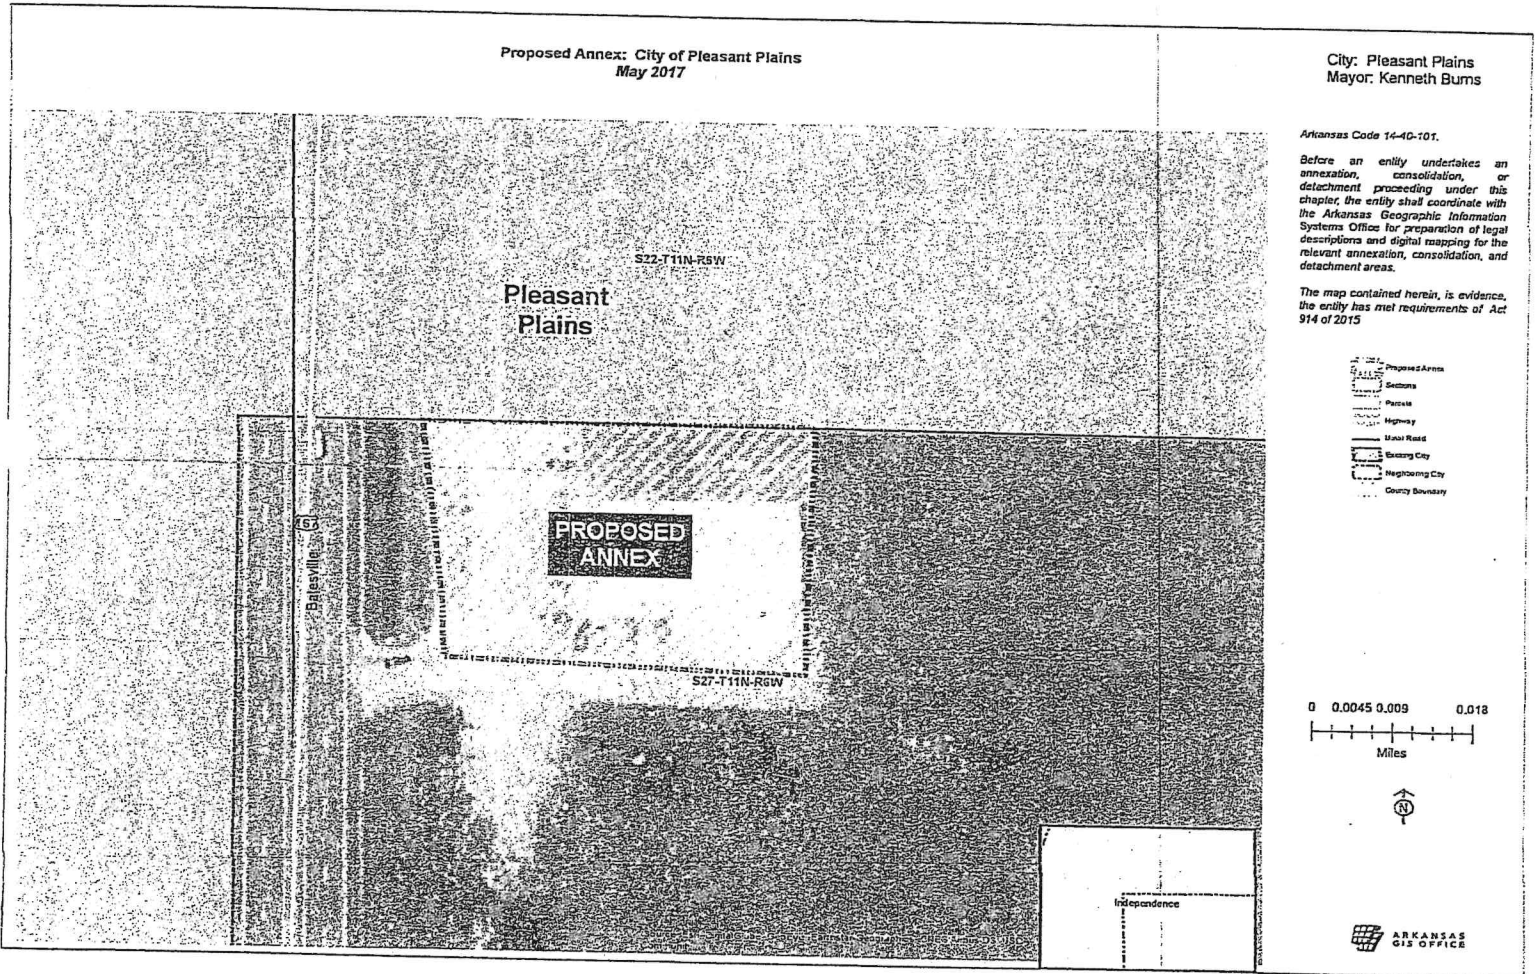 Proposed Annex: City of Pleasant Plains
May 2017
City: Pleasant Plains
Mayor: Kenneth Burns
Arkansas Code 14-40-101.
Before an entity undertakes an
annexation, consolidation, or
detachment proceeding under this
chapter, the entity shall coordinate with
the Arkansas Geographic Information
Systems Office for preparation of legal
descriptions and digital mapping for the
relevant annexation, consolidation, and
detachment areas.
The map contained herein, is evidence,
the entity has met requirements of Act
914 of 2015
S22-T11N-R6W
Pleasant
Plains
Proposed Annex
Sections
Parcels
Highway
Local Road
Existing City
Neighboring City
County Boundary
PROPOSED
ANNEX
167
Batesville
S27-T11N-R6W
0 0.0045 0.009 0.018
Miles
N
Independence
ARKANSAS
GIS OFFICE